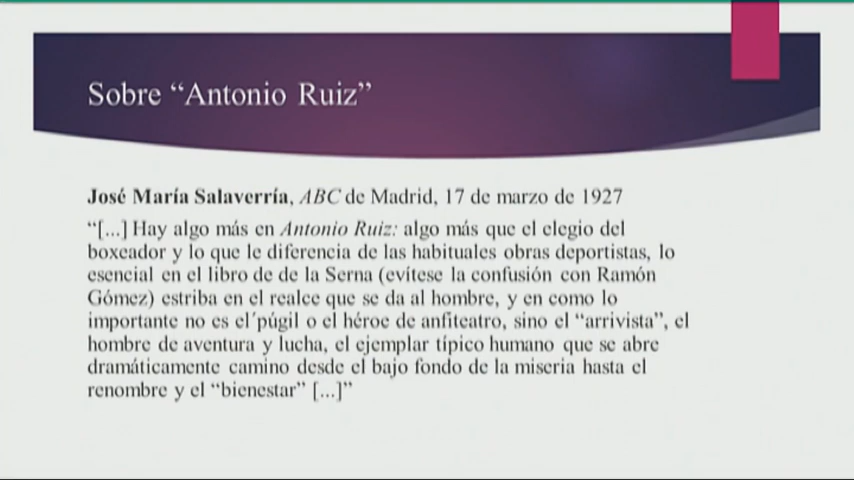 Sobre “Antonio Ruiz”
José María Salaverría, ABC de Madrid, 17 de marzo de 1927
“[...] Hay algo más en Antonio Ruiz: algo más que el elegio del
boxeador y lo que le diferencia de las habituales obras deportistas, lo
esencial en el libro de de la Serna (evítese la confusión con Ramón
Gómez) estriba en el realce que se da al hombre, y en como lo
importante no es el´púgil o el héroe de anfiteatro, sino el “arrivista”, el
hombre de aventura y lucha, el ejemplar típico humano que se abre
dramáticamente camino desde el bajo fondo de la miseria hasta el
renombre y el “bienestar” [...]”